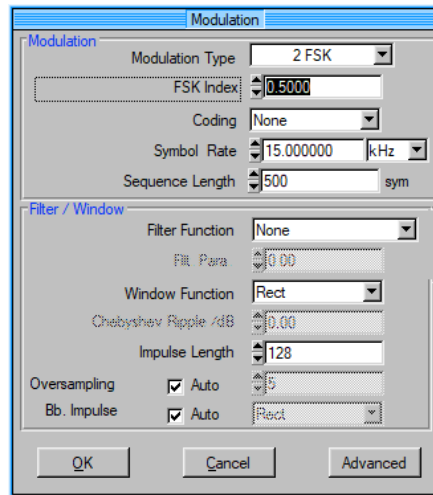 Modulation
Modulation
Modulation Type 2 FSK
FSK Index 0.5000
Coding None
Symbol Rate 15.000000 kHz
Sequence Length 500 sym
Filter / Window
Filter Function None
Filt. Para. 0.00
Window Function Rect
Chebyshev Ripple /dB 0.00
Impulse Length 128
Oversampling Auto 5
Bb. Impulse Auto Rect
OK Cancel Advanced